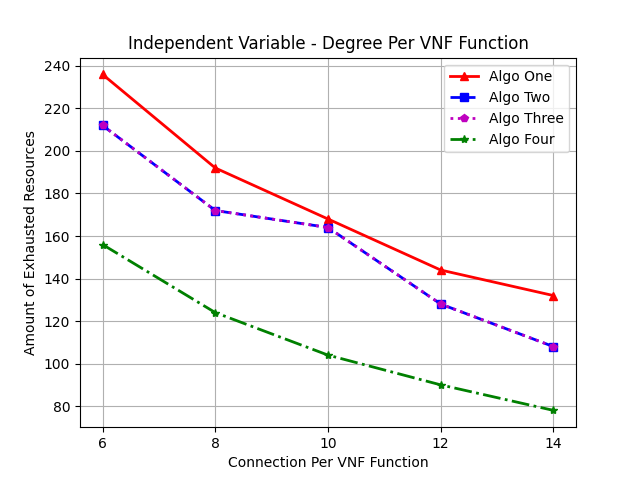 Independent Variable - Degree Per VNF Function
Amount of Exhausted Resources
240
220
200
180
160
140
120
100
80
Algo One
Algo Two
Algo Three
Algo Four
6 8 10 12 14
Connection Per VNF Function